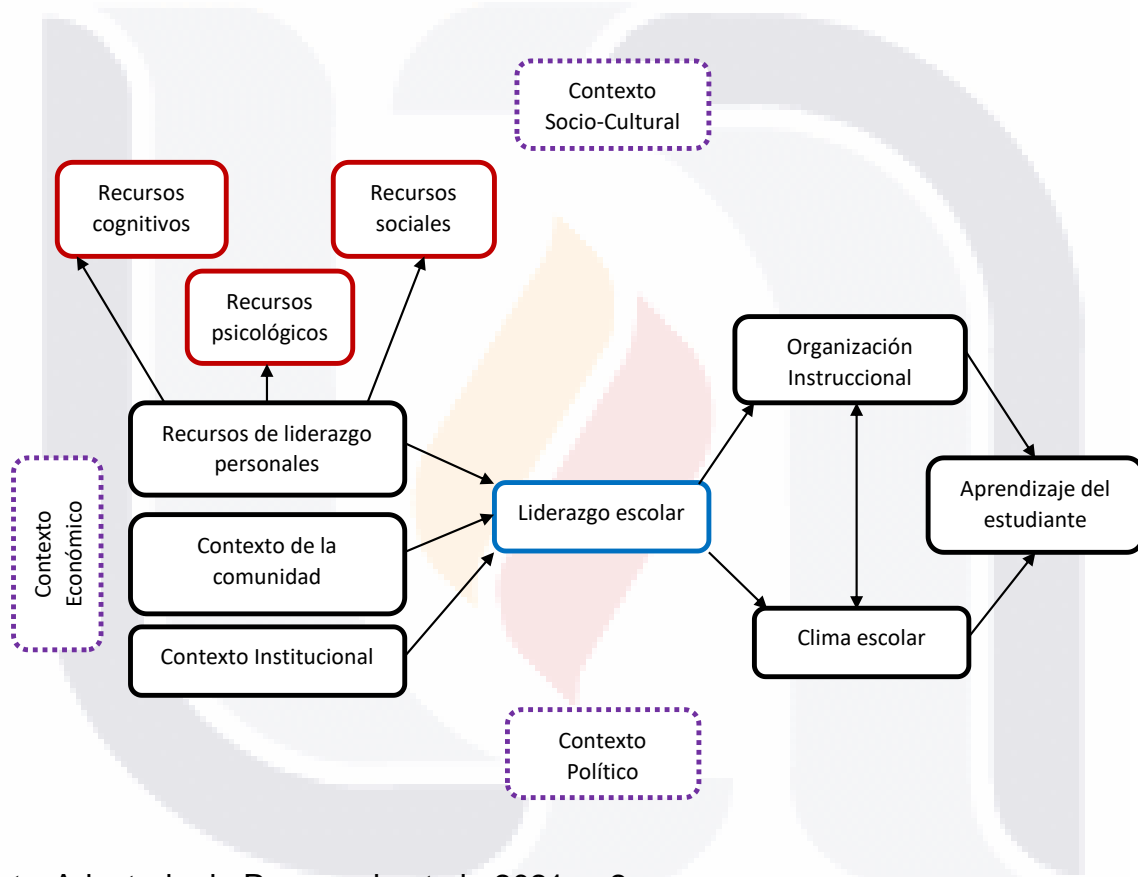 Contexto
Socio-Cultural
Recursos
cognitivos
Recursos
sociales
Recursos
psicológicos
Organización
Instruccional
Recursos de liderazgo
personales
Contexto
Económico
Liderazgo escolar
Aprendizaje del
estudiante
Contexto de la
comunidad
Contexto Institucional
Clima escolar
Contexto
Político